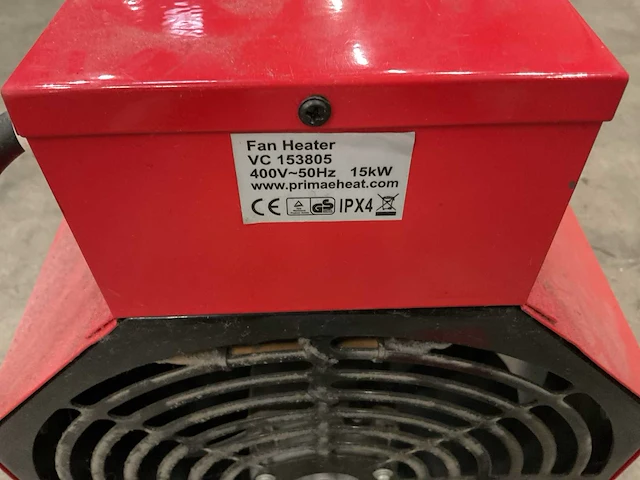 Fan Heater
VC 153805
400V~50Hz 15kW
www.primaeheat.com
CE GS IPX4